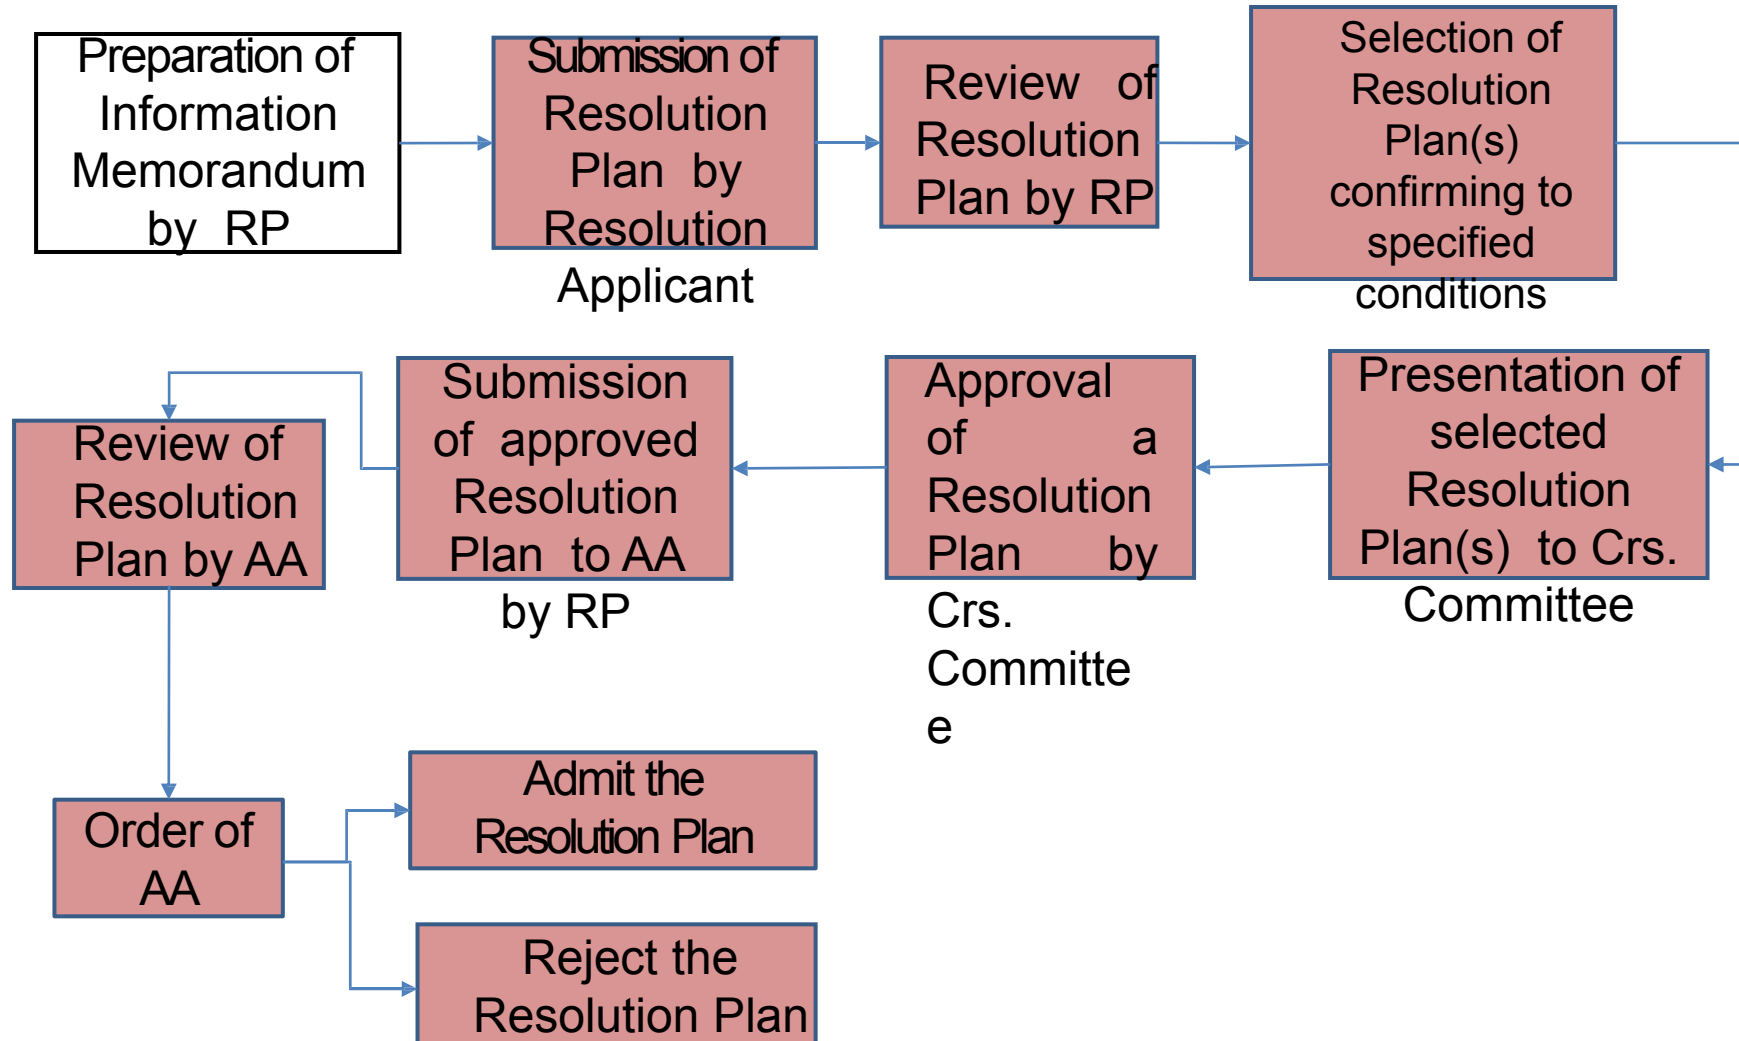 Preparation of
Information
Memorandum
by RP
Submission of
Resolution
Plan by
Resolution
Applicant
Review of
Resolution
Plan by RP
Selection of
Resolution
Plan(s)
confirming to
specified
conditions
Presentation of
selected
Resolution
Plan(s) to Crs.
Committee
Approval
of a
Resolution
Plan by
Crs.
Committe
e
Submission
of approved
Resolution
Plan to AA
by RP
Review of
Resolution
Plan by AA
Order of
AA
Admit the
Resolution Plan
Reject the
Resolution Plan